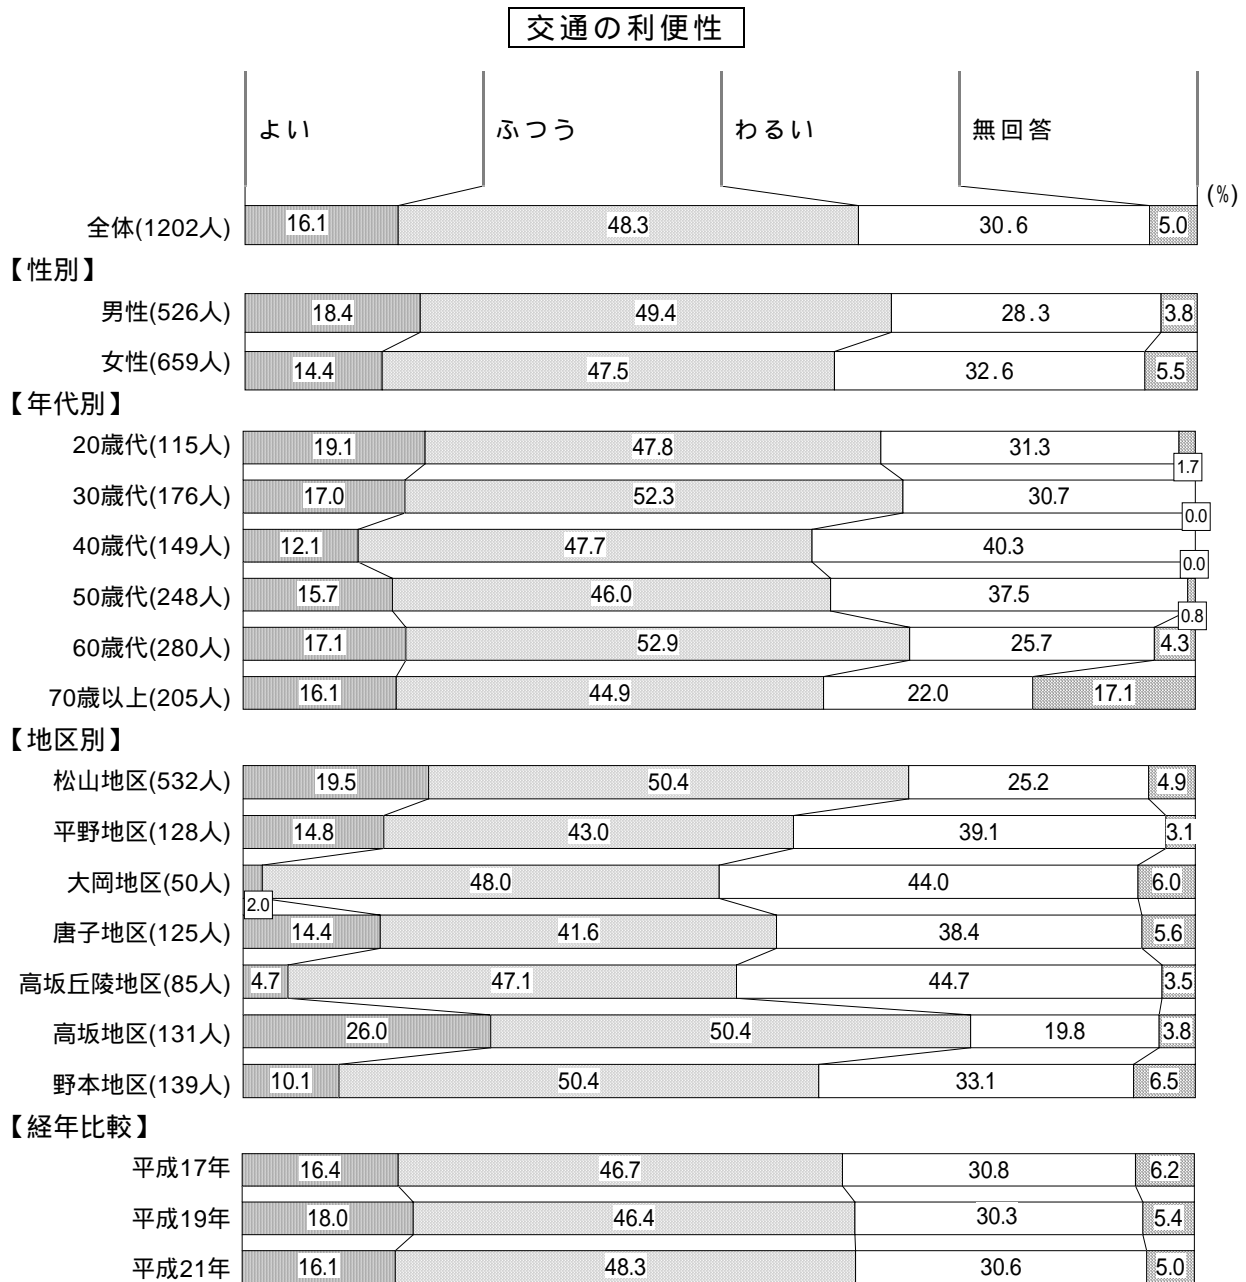 交通の利便性
よい ふつう わるい 無回答
(%)
全体(1202人) 16.1 48.3 30.6 5.0
【性別】
男性(526人) 18.4 49.4 28.3 3.8
女性(659人) 14.4 47.5 32.6 5.5
【年代別】
20歳代(115人) 19.1 47.8 31.3 1.7
30歳代(176人) 17.0 52.3 30.7 0.0
40歳代(149人) 12.1 47.7 40.3 0.0
50歳代(248人) 15.7 46.0 37.5 0.8
60歳代(280人) 17.1 52.9 25.7 4.3
70歳以上(205人) 16.1 44.9 22.0 17.1
【地区別】
松山地区(532人) 19.5 50.4 25.2 4.9
平野地区(128人) 14.8 43.0 39.1 3.1
大岡地区(50人) 2.0 48.0 44.0 6.0
唐子地区(125人) 14.4 41.6 38.4 5.6
高坂丘陵地区(85人) 4.7 47.1 44.7 3.5
高坂地区(131人) 26.0 50.4 19.8 3.8
野本地区(139人) 10.1 50.4 33.1 6.5
【経年比較】
平成17年 16.4 46.7 30.8 6.2
平成19年 18.0 46.4 30.3 5.4
平成21年 16.1 48.3 30.6 5.0